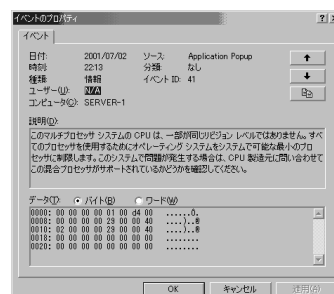 イベントのプロパティ
イベント
日付: 2001/07/02 ソース: Application Popup
時刻: 22:13 分類: なし
種類: 情報 イベント ID: 41
ユーザー(U): N/A
コンピュータ(C): SERVER-1
説明(D):
このマルチプロセッサ システムの CPU は、一部が同じリビジョン レベルではありません。すべ
てのプロセッサを使用するためにオペレーティング システムをシステムで可能な最小のプロ
セッサに制限します。このシステムで問題が発生する場合は、CPU 製造元に問い合わせて
この混合プロセッサがサポートされているかどうかを確認してください。
データ(T): バイト(B) ワード(W)
0000: 00 00 00 00 01 00 d4 00 ......Ô.
0008: 00 00 00 00 29 00 00 40 ....)..@
0010: 02 00 00 00 29 00 00 40 ....)..@
0018: 00 00 00 00 00 00 00 00 ........
0020: 00 00 00 00 00 00 00 00 ........
OK キャンセル 適用(A)